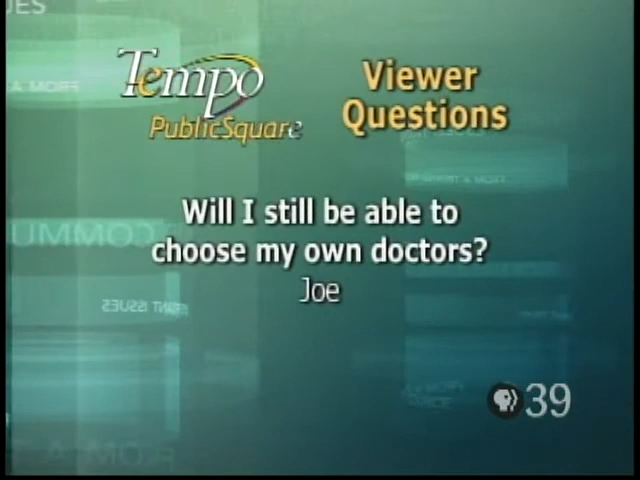 Tempo
PublicSquare
Viewer
Questions
Will I still be able to
choose my own doctors?
Joe
39